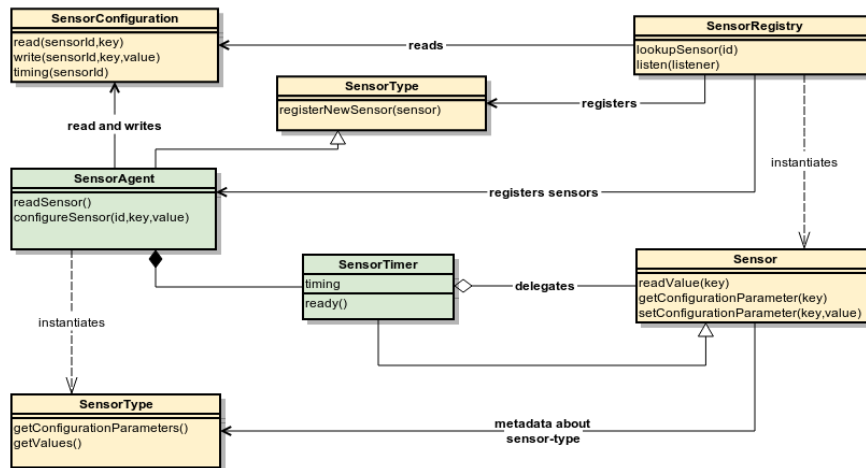 SensorConfiguration
read(sensorId,key)
write(sensorId,key,value)
timing(sensorId)
reads
SensorRegistry
lookupSensor(id)
listen(listener)
SensorType
registerNewSensor(sensor)
registers
read and writes
instantiates
SensorAgent
readSensor()
configureSensor(id,key,value)
registers sensors
SensorTimer
timing
ready()
delegates
Sensor
readValue(key)
getConfigurationParameter(key)
setConfigurationParameter(key,value)
instantiates
SensorType
getConfigurationParameters()
getValues()
metadata about
sensor-type